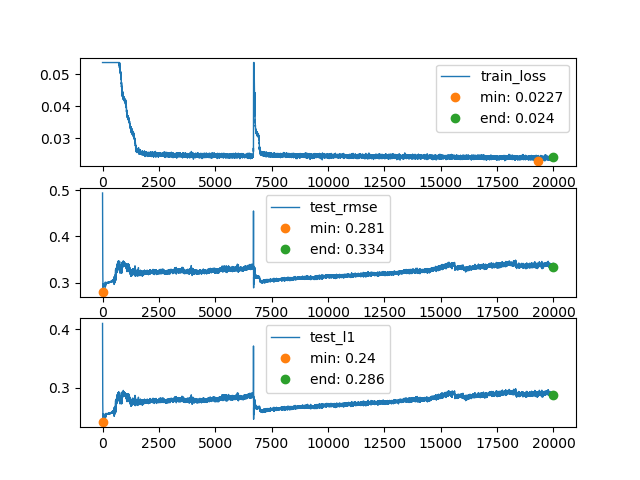 0.05
0.04
0.03
train_loss
min: 0.0227
end: 0.024
0 2500 5000 7500 10000 12500 15000 17500 20000
0.5
0.4
0.3
test_rmse
min: 0.281
end: 0.334
0 2500 5000 7500 10000 12500 15000 17500 20000
0.4
0.3
test_l1
min: 0.24
end: 0.286
0 2500 5000 7500 10000 12500 15000 17500 20000